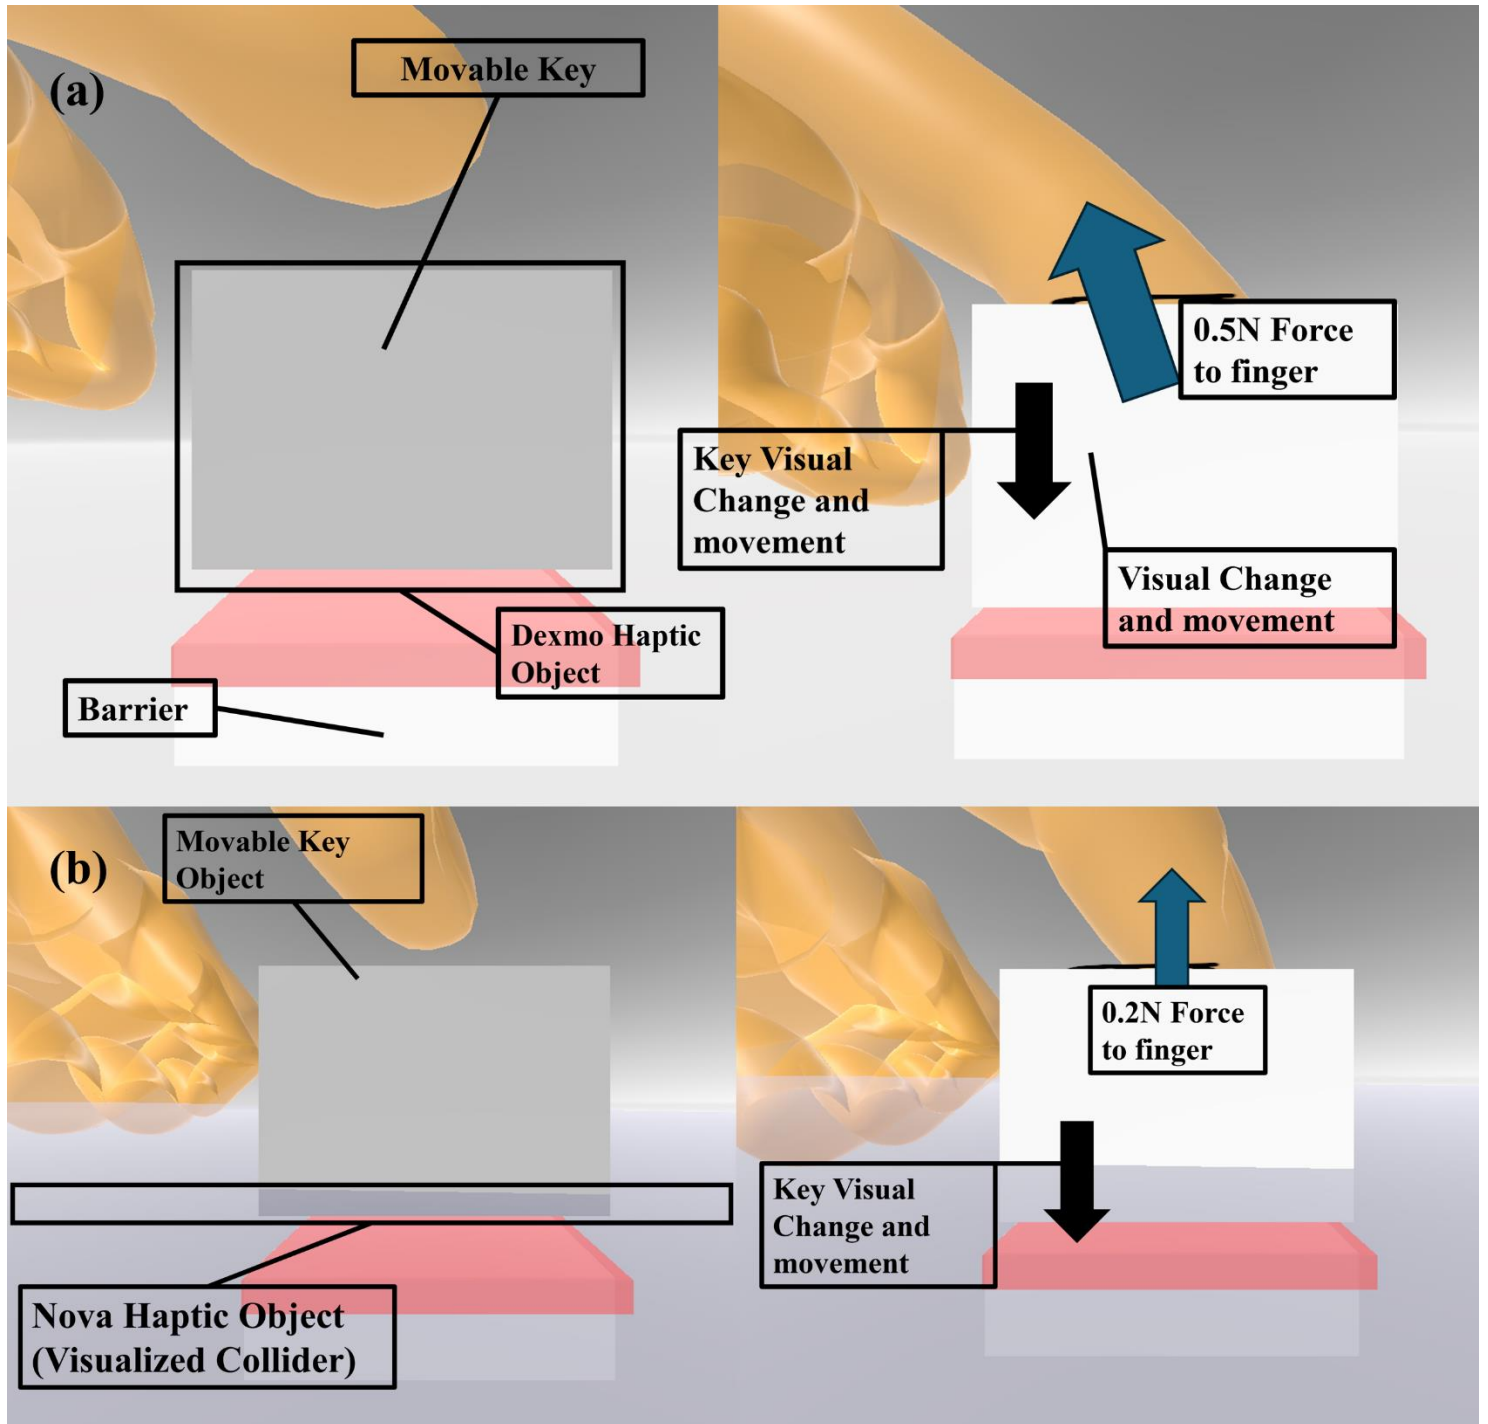 (a)
Movable Key
Dexmo Haptic
Object
Barrier
0.5N Force
to finger
Key Visual
Change and
movement
Visual Change
and movement
(b)
Movable Key
Object
Nova Haptic Object
(Visualized Collider)
0.2N Force
to finger
Key Visual
Change and
movement